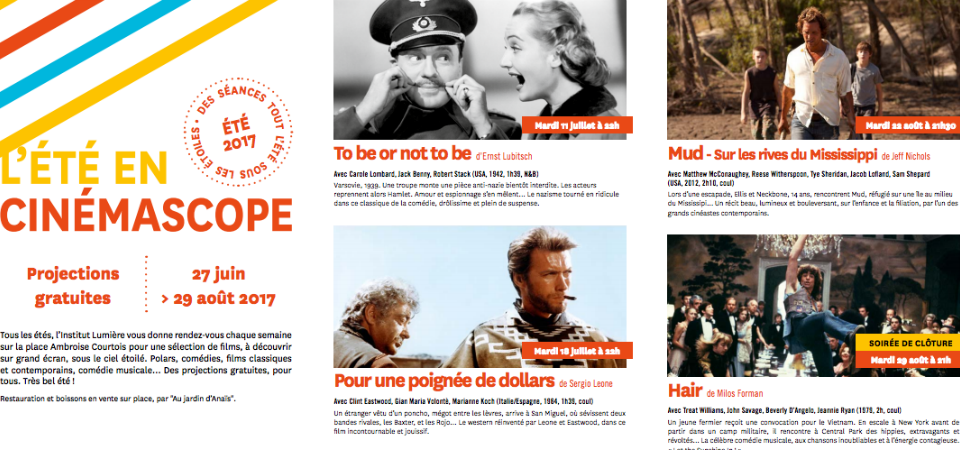 DES SÉANCES TOUT L'ÉTÉ SOUS LES ÉTOILES •
ÉTÉ
2017
L'ÉTÉ EN
CINÉMASCOPE
Projections
gratuites
27 juin
> 29 août 2017
Tous les étés, l'Institut Lumière vous donne rendez-vous chaque semaine
sur la place Ambroise Courtois pour une sélection de films, à découvrir
sur grand écran, sous le ciel étoilé. Polars, comédies, films classiques
et contemporains, comédie musicale... Des projections gratuites, pour
tous. Très bel été !
Restauration et boissons en vente sur place, par "Au jardin d'Anaïs".
Mardi 11 juillet à 22h
To be or not to be d'Ernst Lubitsch
Avec Carole Lombard, Jack Benny, Robert Stack (USA, 1942, 1h39, N&B)
Varsovie, 1939. Une troupe monte une pièce anti-nazie bientôt interdite. Les acteurs
reprennent alors Hamlet. Amour et espionnage s'en mêlent... Le nazisme tourné en ridicule
dans ce classique de la comédie, drôlissime et plein de suspense.
Mardi 18 juillet à 22h
Pour une poignée de dollars de Sergio Leone
Avec Clint Eastwood, Gian Maria Volontè, Marianne Koch (Italie/Espagne, 1964, 1h39, coul)
Un étranger vêtu d'un poncho, mégot entre les lèvres, arrive à San Miguel, où sévissent deux
bandes rivales, les Baxter, et les Rojo... Le western réinventé par Leone et Eastwood, dans ce
film incontournable et jouissif.
Mardi 22 août à 21h30
Mud - Sur les rives du Mississippi de Jeff Nichols
Avec Matthew McConaughey, Reese Witherspoon, Tye Sheridan, Jacob Lofland, Sam Shepard
(USA, 2012, 2h10, coul)
Lors d'une escapade, Ellis et Neckbone, 14 ans, rencontrent Mud, réfugié sur une île au milieu
du Mississipi... Un récit beau, lumineux et bouleversant, sur l'enfance et la filiation, par l'un des
grands cinéastes contemporains.
SOIRÉE DE CLÔTURE
Mardi 29 août à 21h
Hair de Milos Forman
Avec Treat Williams, John Savage, Beverly D'Angelo, Jeannie Ryan (1979, 2h, coul)
Un jeune fermier reçoit une convocation pour le Vietnam. En escale à New York avant de
partir dans un camp militaire, il rencontre à Central Park des hippies, extravagants et
révoltés... La célèbre comédie musicale, aux chansons inoubliables et à l'énergie contagieuse.
« Let the Sunshine In »